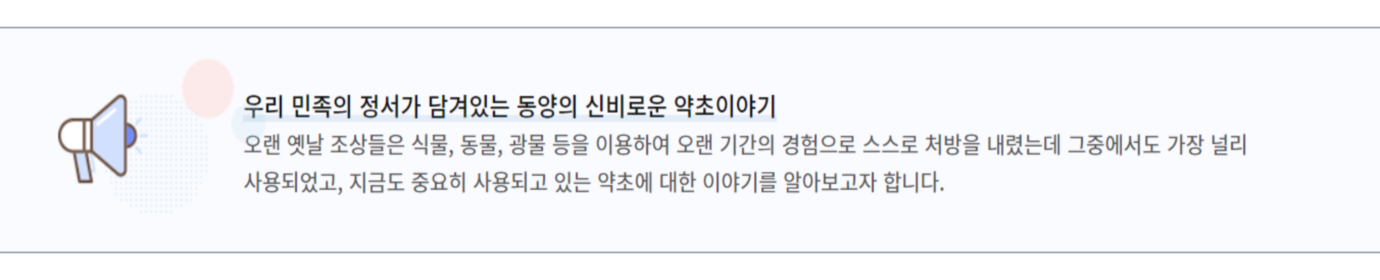 우리 민족의 정서가 담겨있는 동양의 신비로운 약초이야기
오랜 옛날 조상들은 식물, 동물, 광물 등을 이용하여 오랜 기간의 경험으로 스스로 처방을 내렸는데 그중에서도 가장 널리
사용되었고, 지금도 중요히 사용되고 있는 약초에 대한 이야기를 알아보고자 합니다.